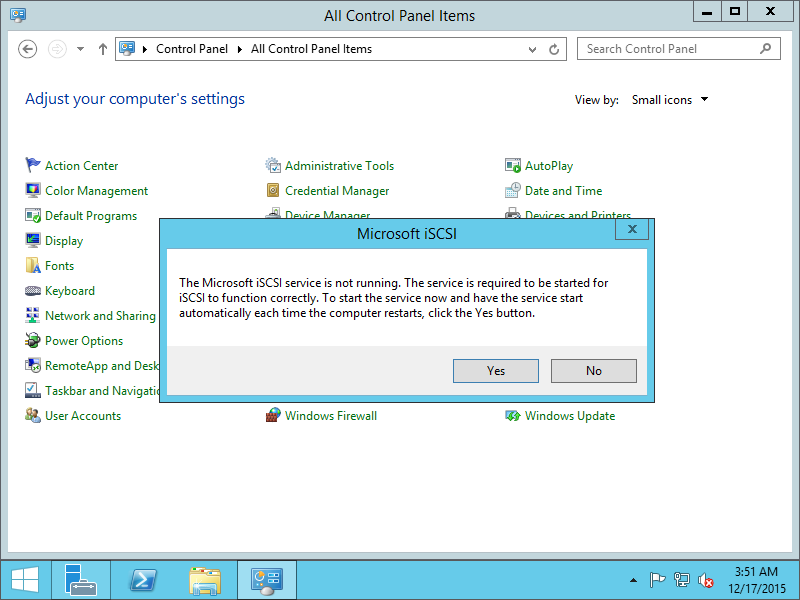 All Control Panel Items
Control Panel All Control Panel Items
Search Control Panel
Adjust your computer's settings
View by: Small icons
Action Center
Administrative Tools
AutoPlay
Color Management
Credential Manager
Date and Time
Default Programs
Device Manager
Devices and Printers
Display
Fonts
Keyboard
Network and Sharing
Power Options
RemoteApp and Desk
Taskbar and Navigatio
User Accounts
Windows Firewall
Windows Update
Microsoft iSCSI
The Microsoft iSCSI service is not running. The service is required to be started for
iSCSI to function correctly. To start the service now and have the service start
automatically each time the computer restarts, click the Yes button.
Yes
No
3:51 AM
12/17/2015